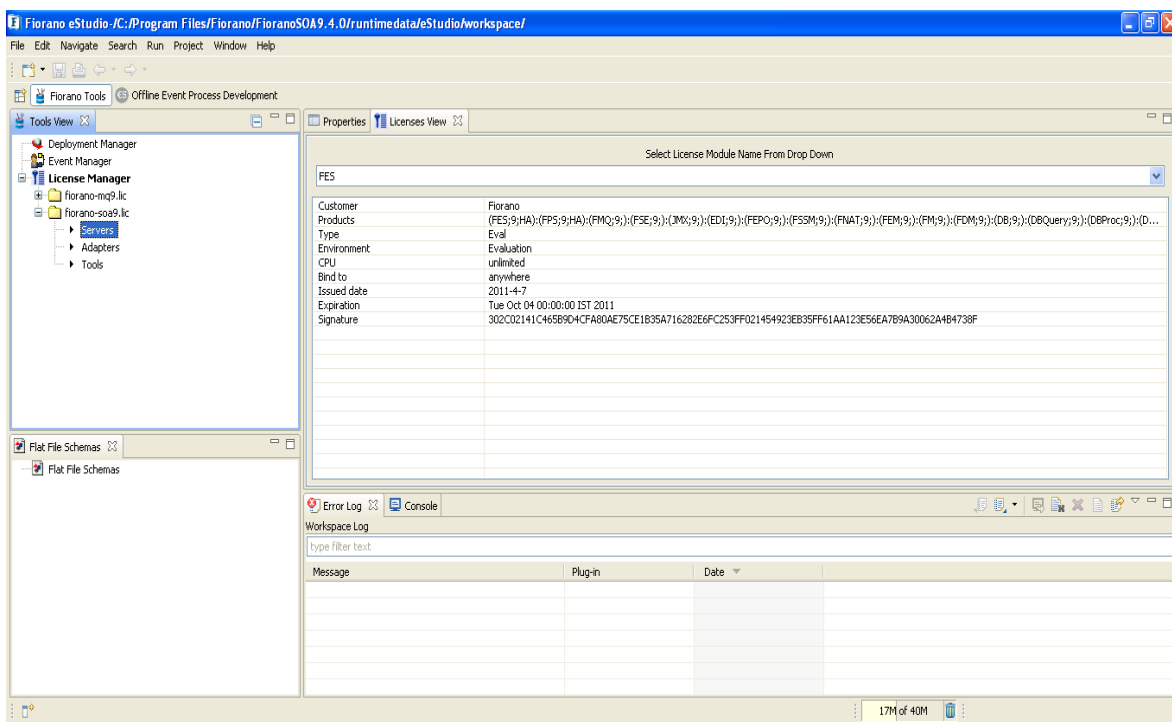 Fiorano eStudio-/C:/Program Files/Fiorano/FioranoSOA9.4.0/runtimedata/eStudio/workspace/
File Edit Navigate Search Run Project Window Help
Fiorano Tools Offline Event Process Development
Tools View
Deployment Manager
Event Manager
License Manager
fiorano-mq9.lic
fiorano-soa9.lic
Servers
Adapters
Tools
Properties Licenses View
Select License Module Name From Drop Down
FES
Customer Fiorano
Products (FES;9;HA):(FPS;9;HA):(FMQ;9;):(FSE;9;):(JMX;9;):(EDI;9;):(FEPO;9;):(FSSM;9;):(FNAT;9;):(FEM;9;):(FM;9;):(FDM;9;):(DB;9;):(DBQuery;9;):(DBProc;9;):(D...
Type Eval
Environment Evaluation
CPU unlimited
Bind to anywhere
Issued date 2011-4-7
Expiration Tue Oct 04 00:00:00 IST 2011
Signature 302C02141C465B9D4CFA80AE75CE1B35A716282E6FC253FF021454923EB35FF61AA123E56EA7B9A30062A4B4738F
Flat File Schemas
Flat File Schemas
Error Log Console
Workspace Log
type filter text
Message Plug-in Date
17M of 40M